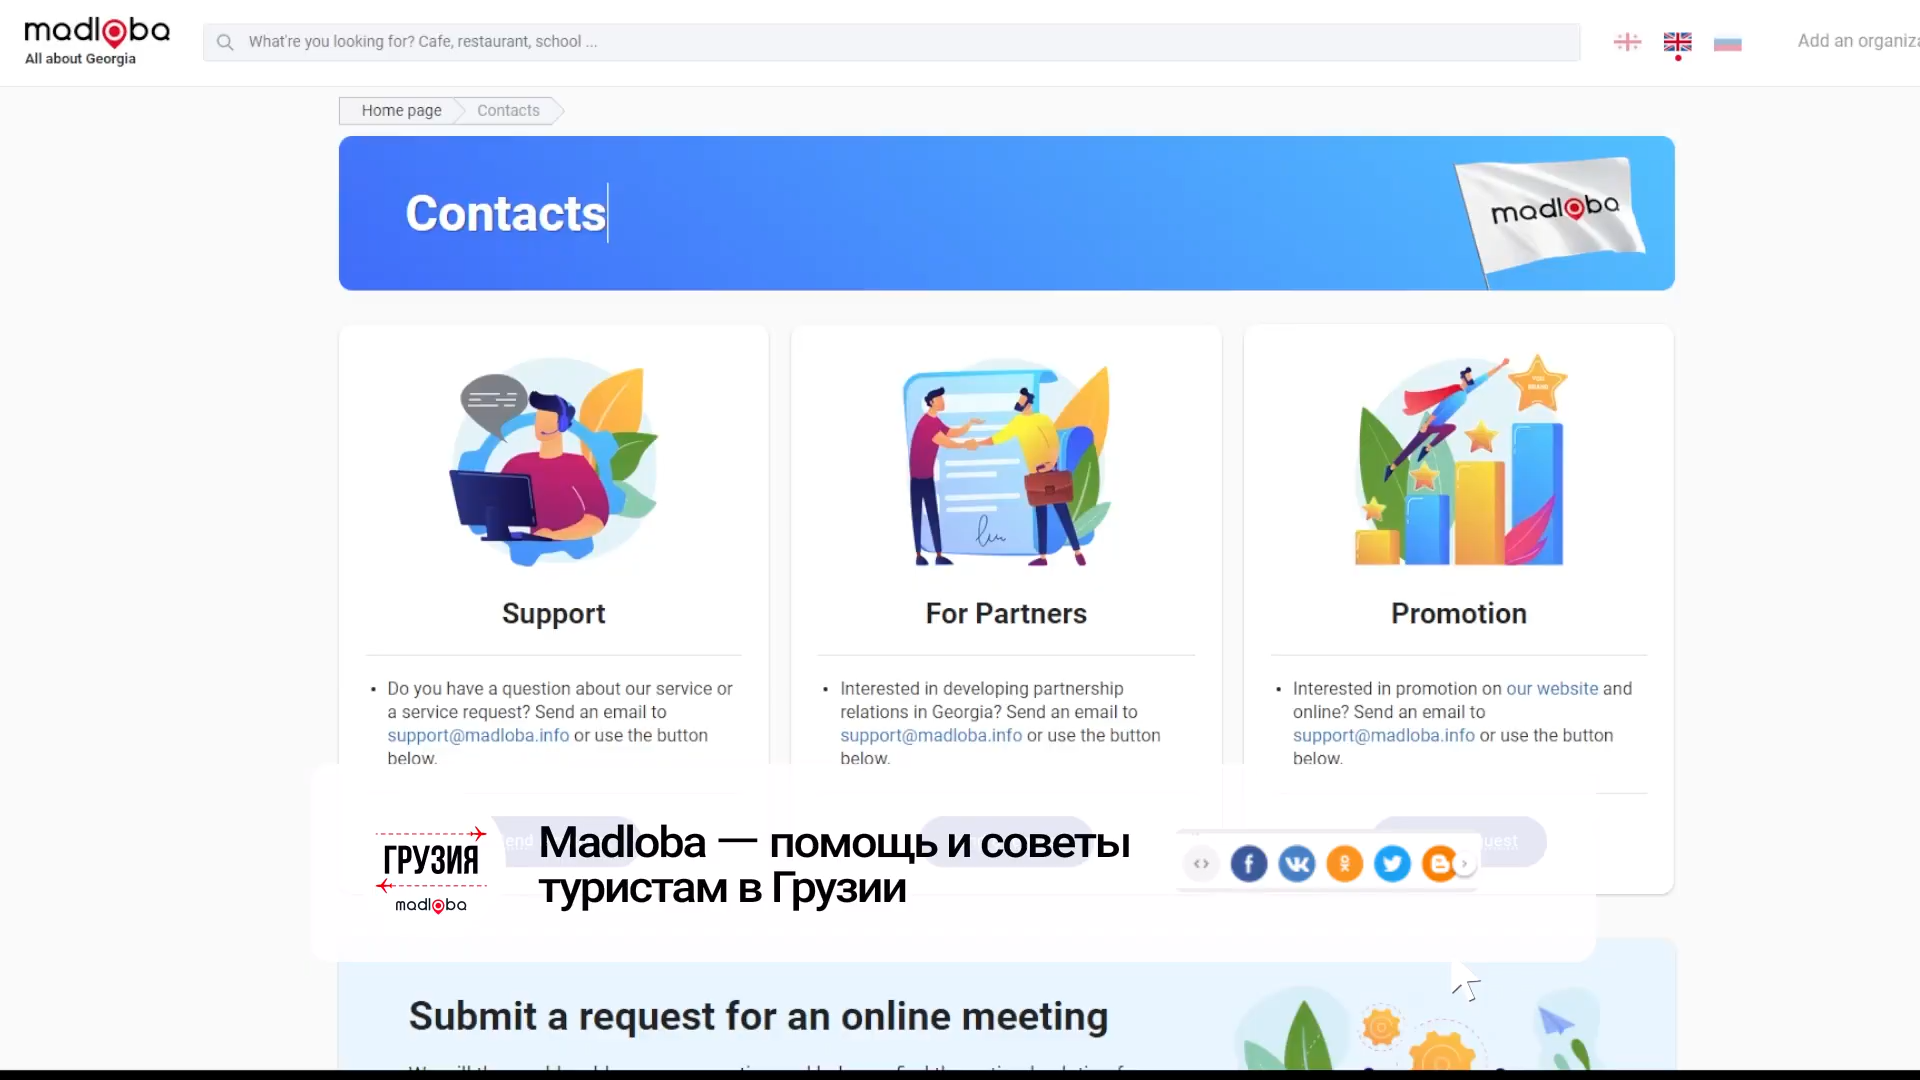 madloba
All about Georgia
What're you looking for? Cafe, restaurant, school ...
Add an organiza
Home page
Contacts
Contacts
madloba
YOU BRAND
Support
Do you have a question about our service or
a service request? Send an email to
support@madloba.info or use the button
below.
For Partners
Interested in developing partnership
relations in Georgia? Send an email to
support@madloba.info or use the button
below.
Promotion
Interested in promotion on our website and
online? Send an email to
support@madloba.info or use the button
below.
ГРУЗИЯ
madloba
Madloba — помощь и советы
туристам в Грузии
Submit a request for an online meeting